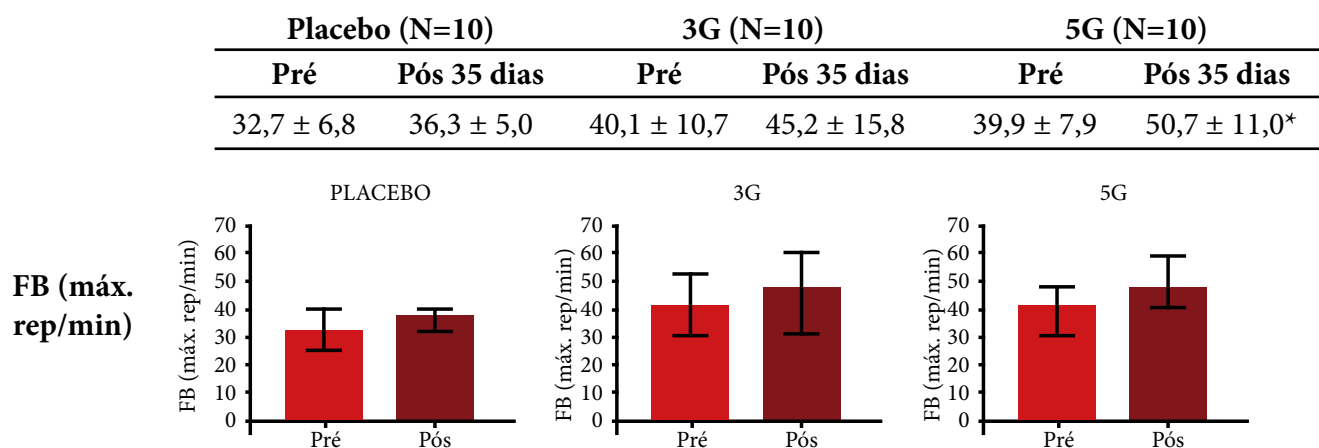 Placebo (N=10) 3G (N=10) 5G (N=10)
Pré Pós 35 dias Pré Pós 35 dias Pré Pós 35 dias
32,7 ± 6,8 36,3 ± 5,0 40,1 ± 10,7 45,2 ± 15,8 39,9 ± 7,9 50,7 ± 11,0*
FB (máx.
rep/min)
PLACEBO
FB (máx. rep/min)
70
60
50
40
30
20
10
0
Pré Pós
3G
FB (máx. rep/min)
70
60
50
40
30
20
10
0
Pré Pós
5G
FB (máx. rep/min)
70
60
50
40
30
20
10
0
Pré Pós